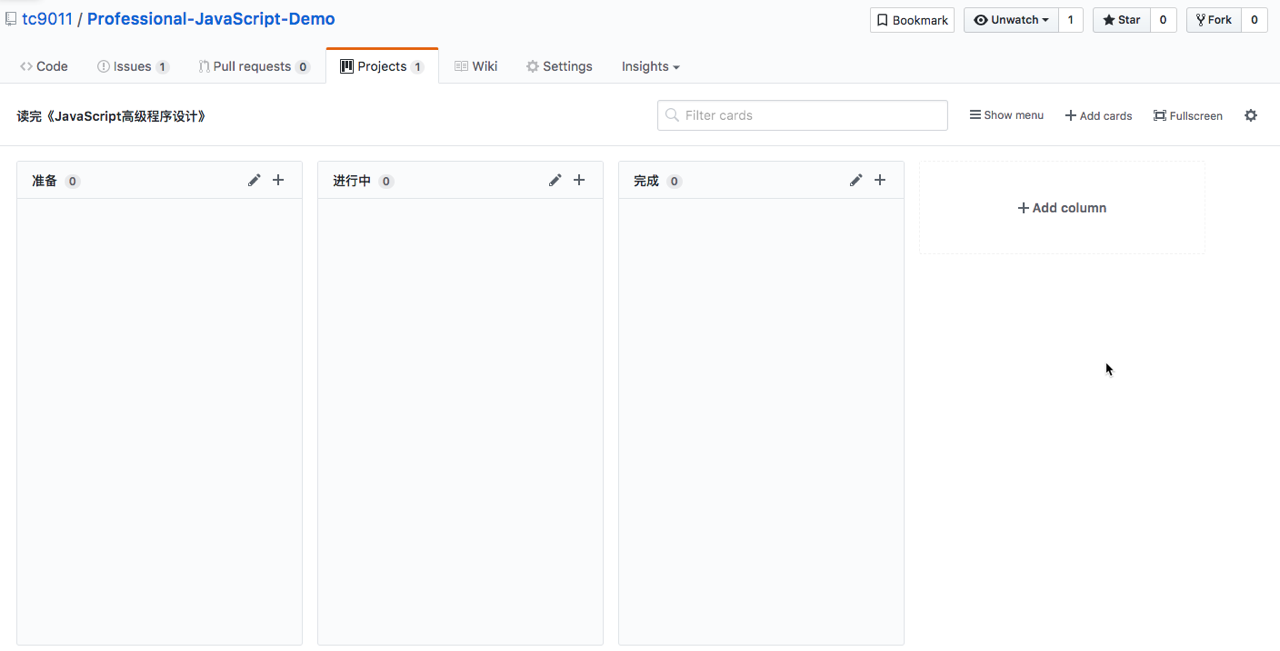 tc9011 / Professional-JavaScript-Demo Bookmark Unwatch 1 Star 0 Fork 0
Code Issues 1 Pull requests 0 Projects 1 Wiki Settings Insights
读完《JavaScript高级程序设计》 Filter cards Show menu Add cards Fullscreen
准备 0 进行中 0 完成 0
Add column